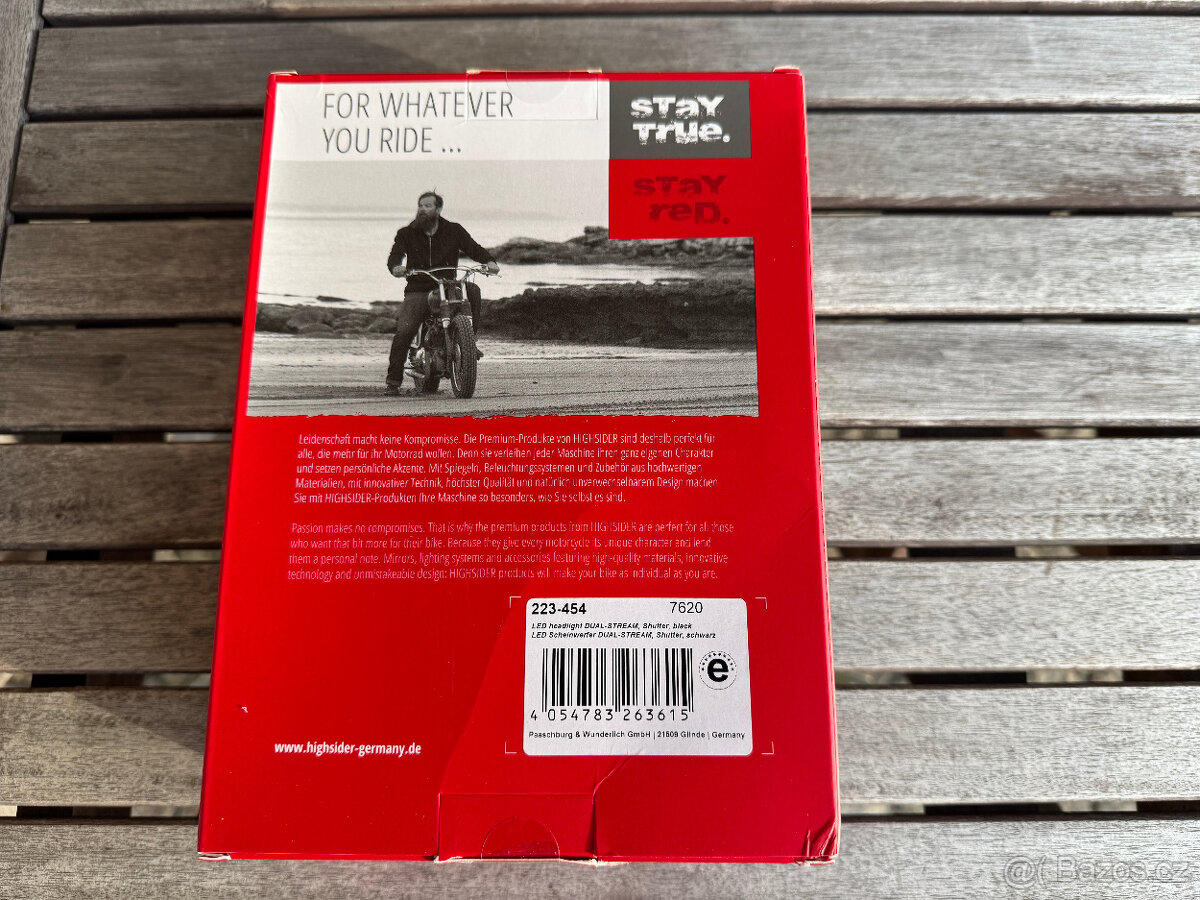 FOR WHATEVER
YOU RIDE ...
STaY
TrUe.
STaY
reD.
Leidenschaft macht keine Kompromisse. Die Premium-Produkte von HIGHSIDER sind deshalb perfekt für
alle, die mehr für ihr Motorrad wollen. Denn sie verleihen jeder Maschine ihren ganz eigenen Charakter
und setzen persönliche Akzente. Mit Spiegeln, Beleuchtungssystemen und Zubehör aus hochwertigen
Materialien, mit innovativer Technik, höchster Qualität und natürlich unverwechselbarem Design machen
Sie mit HIGHSIDER-Produkten Ihre Maschine so besonders, wie Sie selbst es sind.
Passion makes no compromises. That is why the premium products from HIGHSIDER are perfect for all those
who want that bit more for their bike. Because they give every motorcycle its unique character and lend
them a personal note. Mirrors, lighting systems and accessories featuring high-quality materials, innovative
technology and unmistakeable design: HIGHSIDER products will make your bike as individual as you are.
223-454 7620
LED headlight DUAL-STREAM, Shutter, black
LED Scheinwerfer DUAL-STREAM, Shutter, schwarz
e
4 054783 263615
Paaschburg & Wunderlich GmbH | 21509 Glinde | Germany
www.highsider-germany.de
Bazos.cz